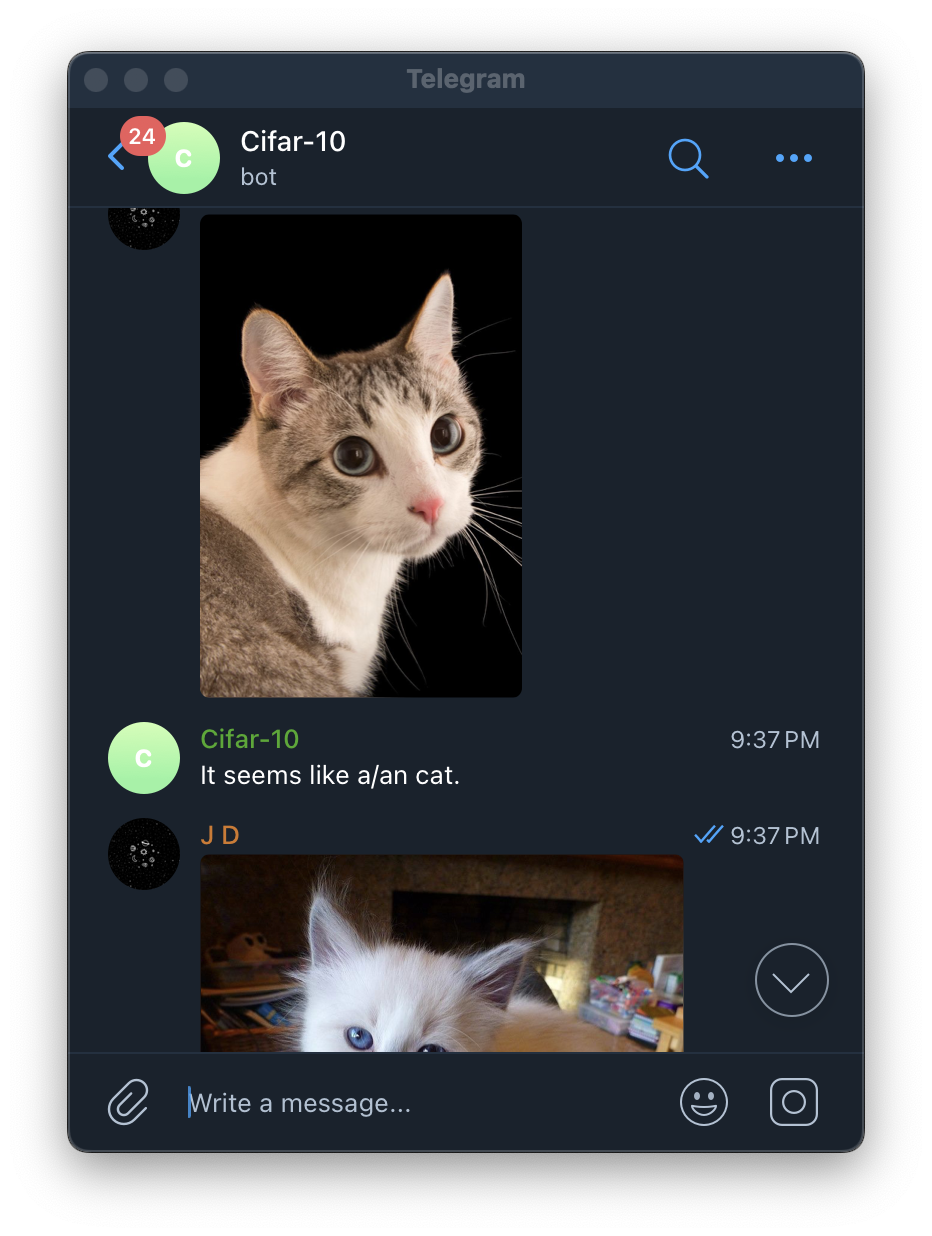 Telegram
24
C
Cifar-10
bot
C
Cifar-10
9:37 PM
It seems like a/an cat.
J D
9:37 PM
Write a message...